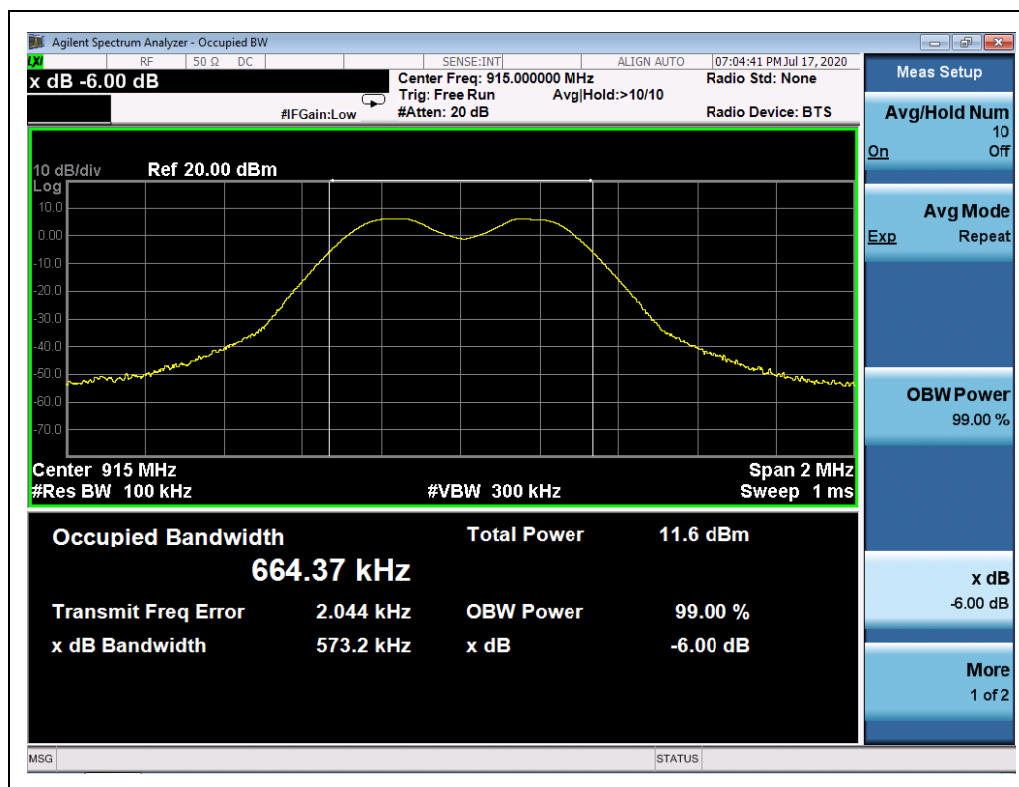 Agilent Spectrum Analyzer - Occupied BW
LXI RF 50 Ω DC SENSE:INT ALIGN AUTO 07:04:41 PM Jul 17, 2020
x dB -6.00 dB
Center Freq: 915.000000 MHz Radio Std: None
Trig: Free Run Avg|Hold:>10/10
#IFGain:Low #Atten: 20 dB Radio Device: BTS
10 dB/div Ref 20.00 dBm
Log
10.0
0.00
-10.0
-20.0
-30.0
-40.0
-50.0
-60.0
-70.0
Center 915 MHz Span 2 MHz
#Res BW 100 kHz #VBW 300 kHz Sweep 1 ms
Occupied Bandwidth Total Power 11.6 dBm
664.37 kHz
Transmit Freq Error 2.044 kHz OBW Power 99.00 %
x dB Bandwidth 573.2 kHz x dB -6.00 dB
Meas Setup
Avg/Hold Num
10
On Off
Avg Mode
Exp Repeat
OBW Power
99.00 %
x dB
-6.00 dB
More
1 of 2
MSG STATUS